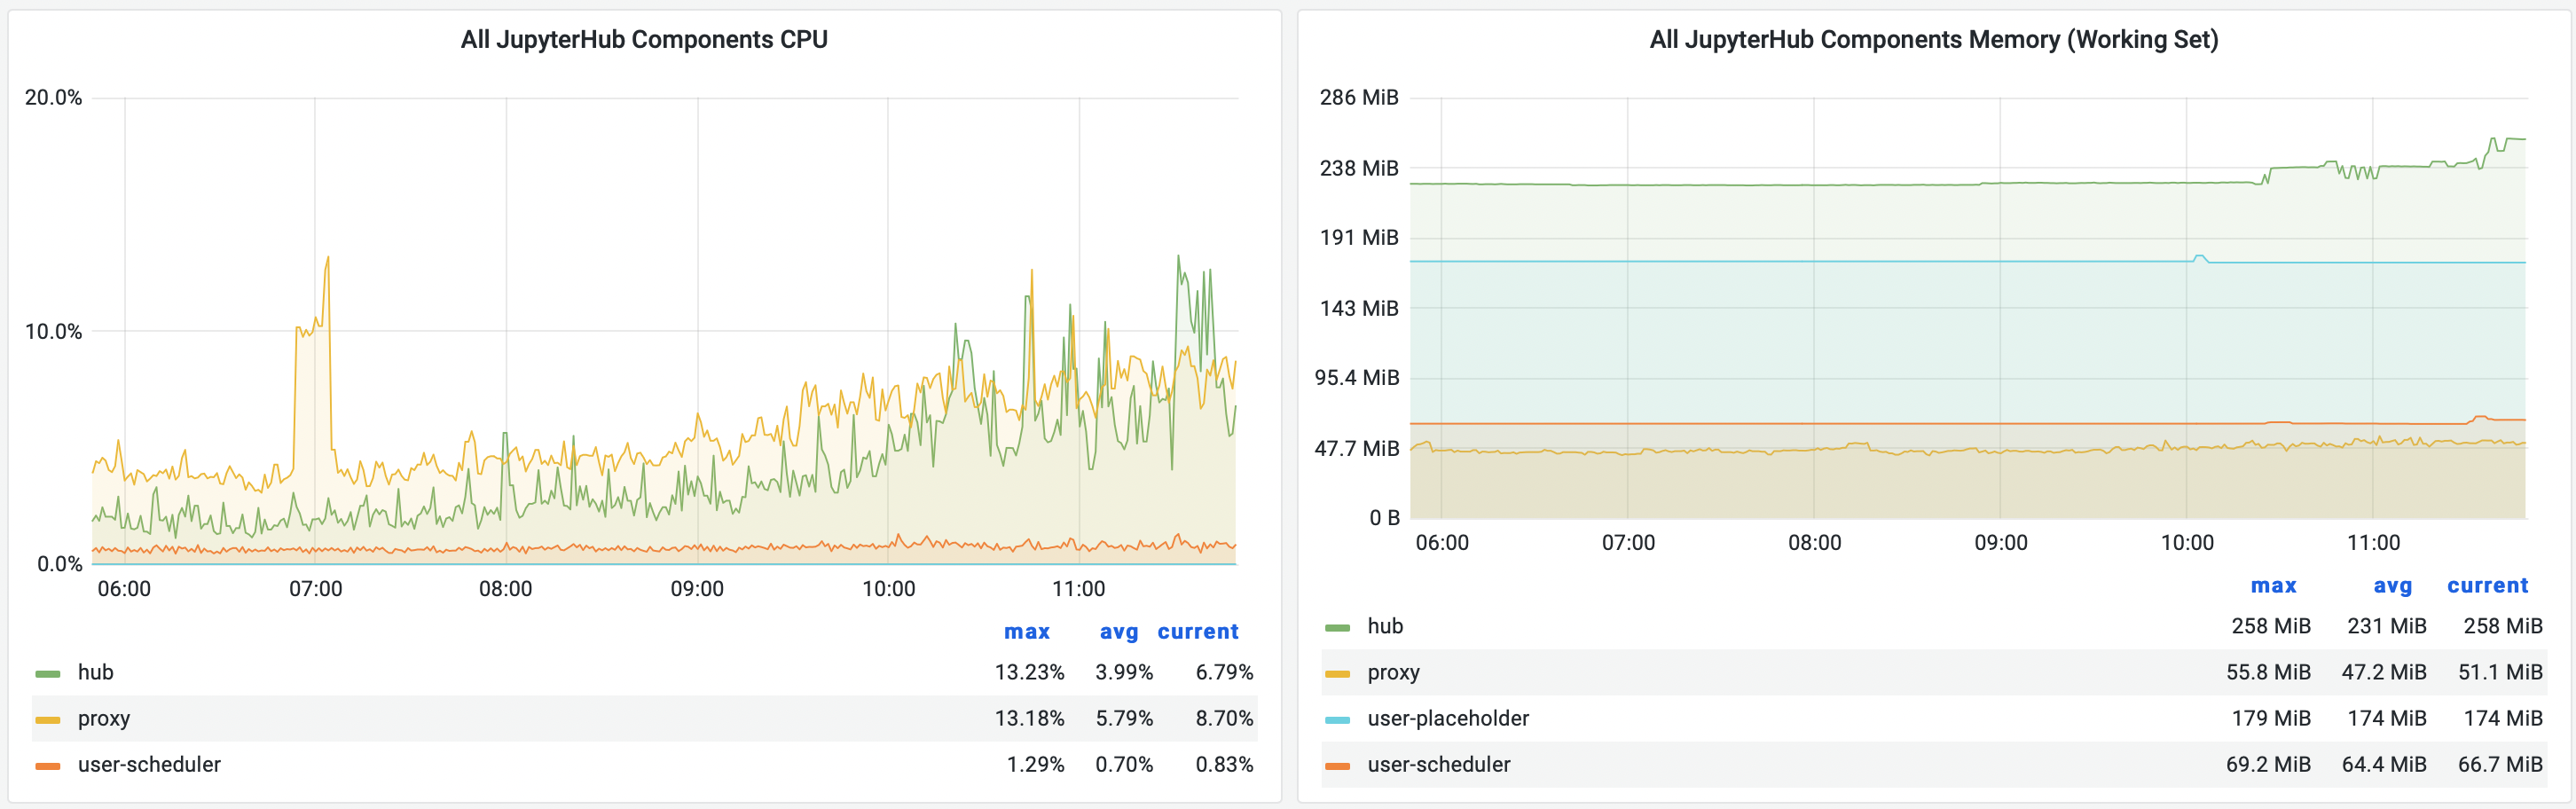 All JupyterHub Components CPU
20.0%
10.0%
0.0%
06:00 07:00 08:00 09:00 10:00 11:00
max avg current
hub 13.23% 3.99% 6.79%
proxy 13.18% 5.79% 8.70%
user-scheduler 1.29% 0.70% 0.83%
All JupyterHub Components Memory (Working Set)
286 MiB
238 MiB
191 MiB
143 MiB
95.4 MiB
47.7 MiB
0 B
06:00 07:00 08:00 09:00 10:00 11:00
max avg current
hub 258 MiB 231 MiB 258 MiB
proxy 55.8 MiB 47.2 MiB 51.1 MiB
user-placeholder 179 MiB 174 MiB 174 MiB
user-scheduler 69.2 MiB 64.4 MiB 66.7 MiB